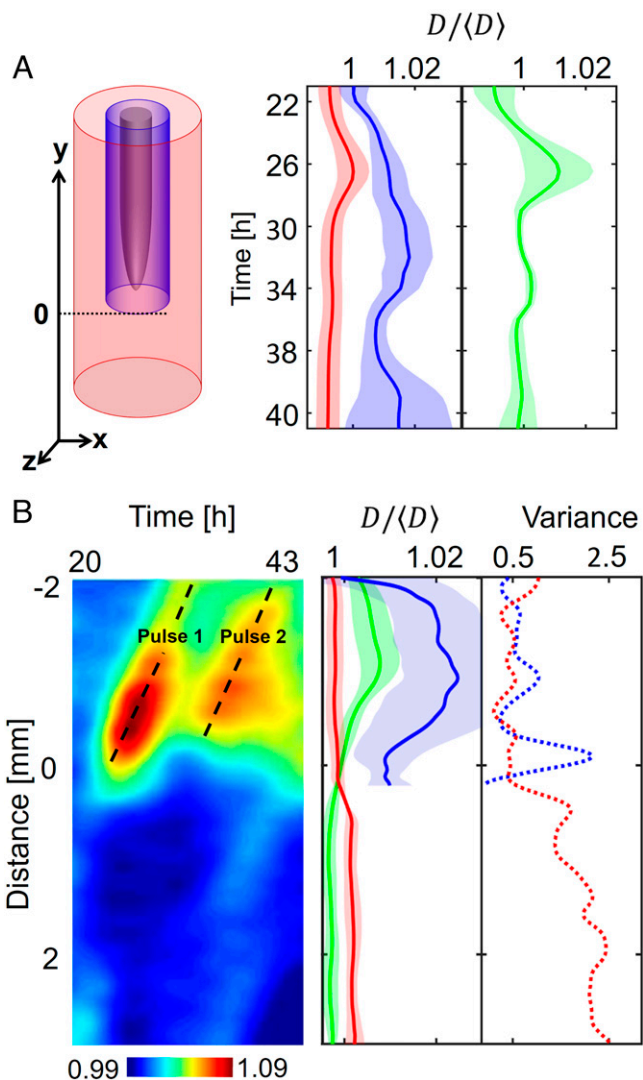 A
y
0
z
x
D/⟨D⟩
1 1.02 1 1.02
22
26
30
34
38
40
Time [h]
B
Time [h]
20 43
D/⟨D⟩
1 1.02
Variance
0.5 2.5
-2
0
2
Distance [mm]
Pulse 1
Pulse 2
0.99 1.09